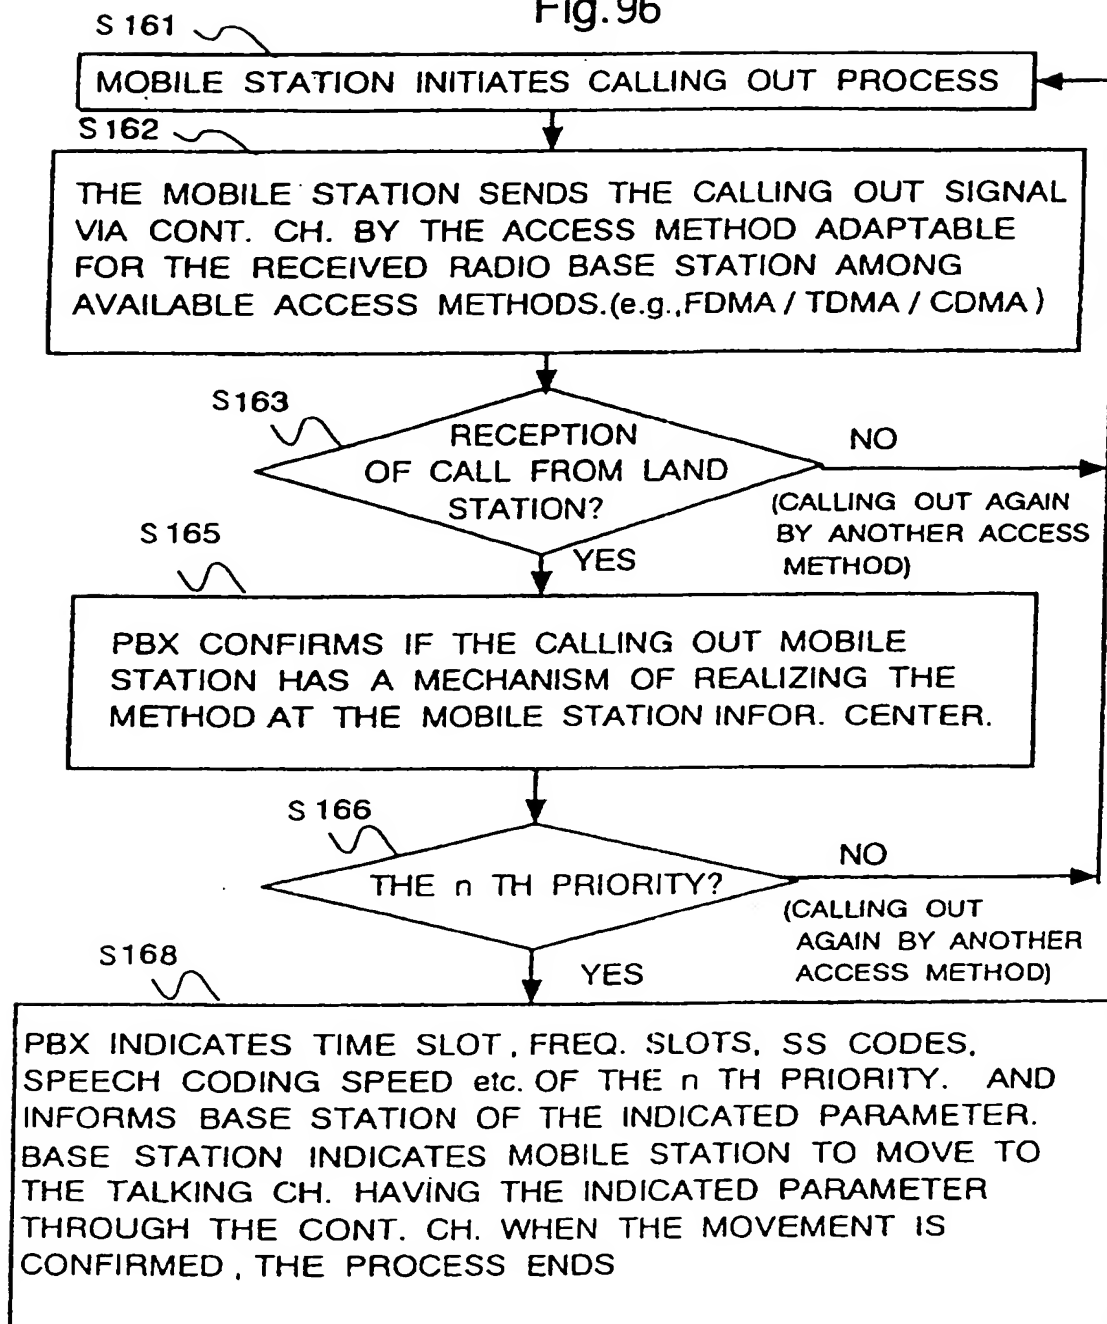 Fig.96
S 161
MOBILE STATION INITIATES CALLING OUT PROCESS
S 162
THE MOBILE STATION SENDS THE CALLING OUT SIGNAL
VIA CONT. CH. BY THE ACCESS METHOD ADAPTABLE
FOR THE RECEIVED RADIO BASE STATION AMONG
AVAILABLE ACCESS METHODS.(e.g.,FDMA / TDMA / CDMA )
S163
RECEPTION
OF CALL FROM LAND
STATION?
NO
(CALLING OUT AGAIN
BY ANOTHER ACCESS
METHOD)
YES
S 165
PBX CONFIRMS IF THE CALLING OUT MOBILE
STATION HAS A MECHANISM OF REALIZING THE
METHOD AT THE MOBILE STATION INFOR. CENTER.
S 166
THE n TH PRIORITY?
NO
(CALLING OUT
AGAIN BY ANOTHER
ACCESS METHOD)
YES
S168
PBX INDICATES TIME SLOT, FREQ. SLOTS, SS CODES,
SPEECH CODING SPEED etc. OF THE n TH PRIORITY. AND
INFORMS BASE STATION OF THE INDICATED PARAMETER.
BASE STATION INDICATES MOBILE STATION TO MOVE TO
THE TALKING CH. HAVING THE INDICATED PARAMETER
THROUGH THE CONT. CH. WHEN THE MOVEMENT IS
CONFIRMED, THE PROCESS ENDS